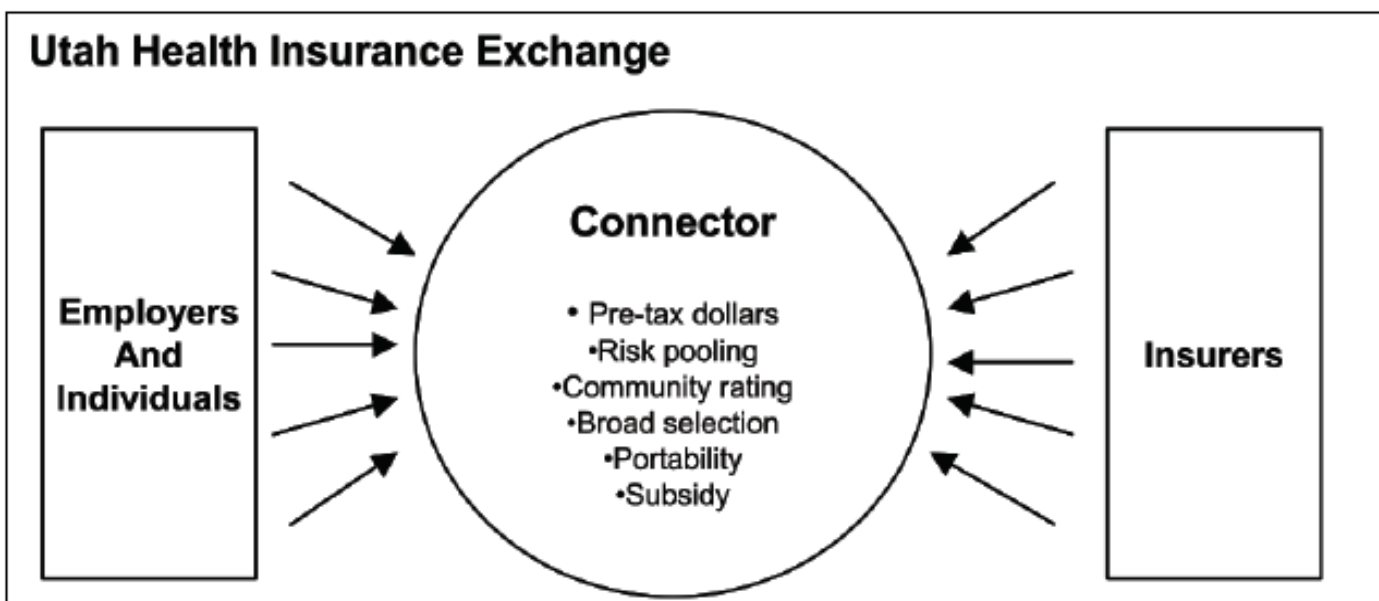 Utah Health Insurance Exchange
Employers
And
Individuals
Connector
• Pre-tax dollars
•Risk pooling
•Community rating
•Broad selection
•Portability
•Subsidy
Insurers